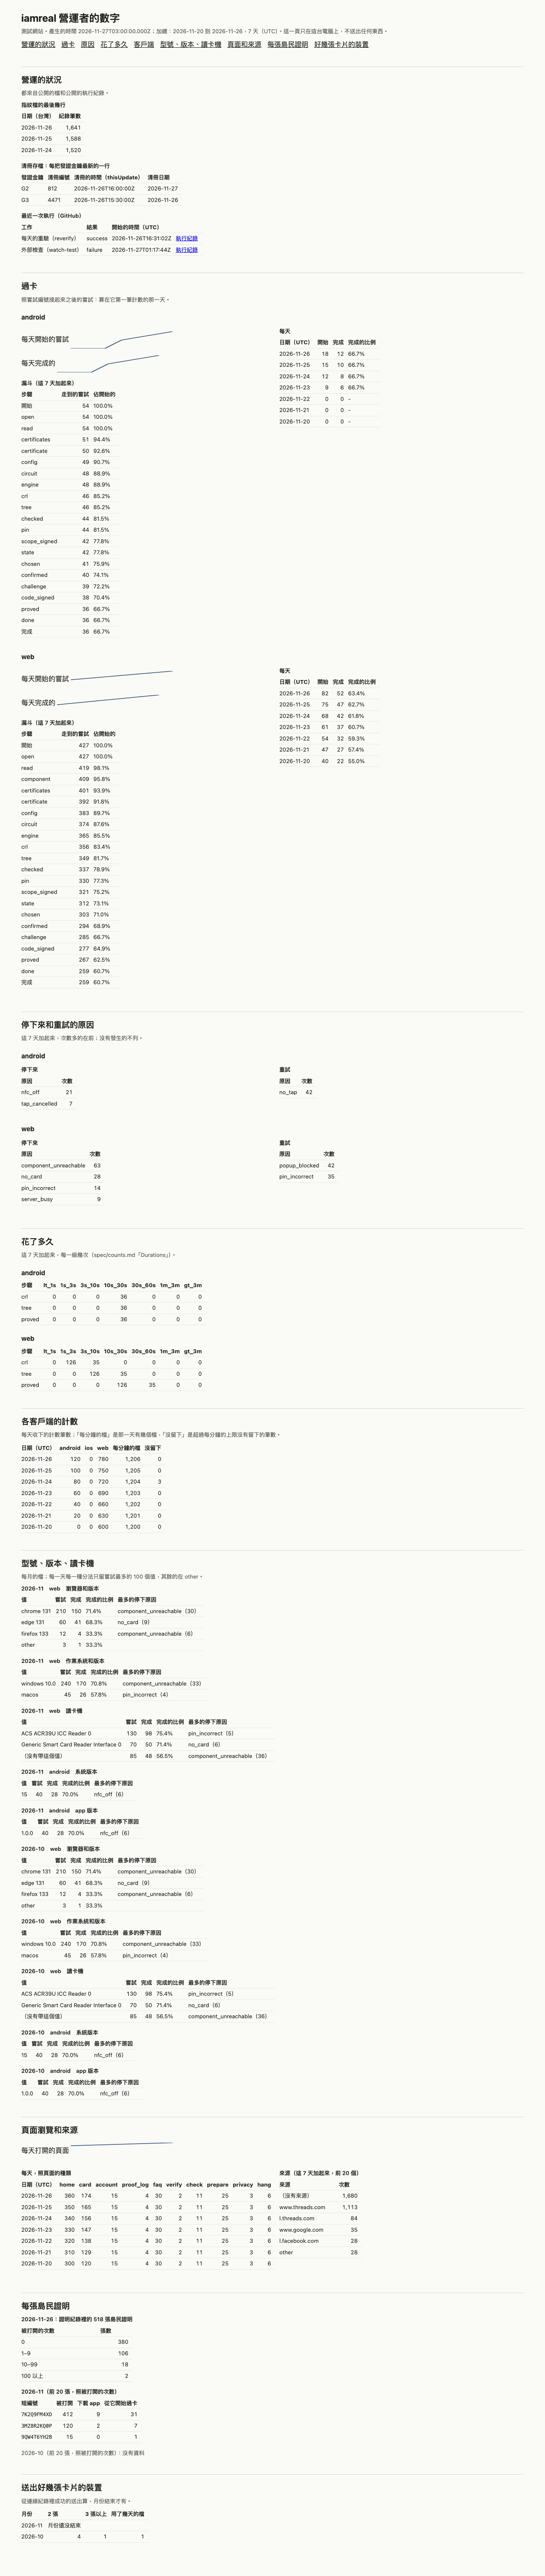 iamreal 營運者的數字
測試網站。產生的時間 2026-11-27T03:00:00.000Z；加總：2026-11-20 到 2026-11-26，7 天（UTC）。這一頁只在這台電腦上，不送出任何東西。
營運的狀況 過卡 原因 花了多久 客戶端 型號、版本、讀卡機 頁面和來源 每張島民證明 好幾張卡片的裝置
營運的狀況
都來自公開的檔和公開的執行紀錄。
指紋檔的最後幾行
日期（台灣） 紀錄筆數
2026-11-26 1,641
2026-11-25 1,588
2026-11-24 1,520
清冊存檔：每把發證金鑰最新的一行
發證金鑰 清冊編號 清冊的時間（thisUpdate） 清冊日期
G2 812 2026-11-26T16:00:00Z 2026-11-27
G3 4471 2026-11-26T15:30:00Z 2026-11-26
最近一次執行（GitHub）
工作 結果 開始的時間（UTC）
每天的重驗（reverify） success 2026-11-26T16:31:02Z 執行紀錄
外部檢查（watch-test） failure 2026-11-27T01:17:44Z 執行紀錄
過卡
照嘗試編號接起來之後的嘗試：算在它第一筆計數的那一天。
android
每天開始的嘗試
每天完成的
漏斗（這 7 天加起來）
步驟 走到的嘗試 佔開始的
開始 54 100.0%
open 54 100.0%
read 54 100.0%
certificates 51 94.4%
certificate 50 92.6%
config 49 90.7%
circuit 48 88.9%
engine 48 88.9%
crl 46 85.2%
tree 46 85.2%
checked 44 81.5%
pin 44 81.5%
scope_signed 42 77.8%
state 42 77.8%
chosen 41 75.9%
confirmed 40 74.1%
challenge 39 72.2%
code_signed 38 70.4%
proved 36 66.7%
done 36 66.7%
完成 36 66.7%
每天
日期（UTC） 開始 完成 完成的比例
2026-11-26 18 12 66.7%
2026-11-25 15 10 66.7%
2026-11-24 12 8 66.7%
2026-11-23 9 6 66.7%
2026-11-22 0 0 -
2026-11-21 0 0 -
2026-11-20 0 0 -
web
每天開始的嘗試
每天完成的
漏斗（這 7 天加起來）
步驟 走到的嘗試 佔開始的
開始 427 100.0%
open 427 100.0%
read 419 98.1%
component 409 95.8%
certificates 401 93.9%
certificate 392 91.8%
config 383 89.7%
circuit 374 87.6%
engine 365 85.5%
crl 356 83.4%
tree 349 81.7%
checked 337 78.9%
pin 330 77.3%
scope_signed 321 75.2%
state 312 73.1%
chosen 303 71.0%
confirmed 294 68.9%
challenge 285 66.7%
code_signed 277 64.9%
proved 267 62.5%
done 259 60.7%
完成 259 60.7%
每天
日期（UTC） 開始 完成 完成的比例
2026-11-26 82 52 63.4%
2026-11-25 75 47 62.7%
2026-11-24 68 42 61.8%
2026-11-23 61 37 60.7%
2026-11-22 54 32 59.3%
2026-11-21 47 27 57.4%
2026-11-20 40 22 55.0%
停下來和重試的原因
這 7 天加起來，次數多的在前；沒有發生的不列。
android
停下來
原因 次數
nfc_off 21
tap_cancelled 7
重試
原因 次數
no_tap 42
web
停下來
原因 次數
component_unreachable 63
no_card 28
pin_incorrect 14
server_busy 9
重試
原因 次數
popup_blocked 42
pin_incorrect 35
花了多久
這 7 天加起來，每一級幾次（spec/counts.md「Durations」）。
android
步驟 lt_1s 1s_3s 3s_10s 10s_30s 30s_60s 1m_3m gt_3m
crl 0 0 0 36 0 0 0
tree 0 0 0 36 0 0 0
proved 0 0 0 36 0 0 0
web
步驟 lt_1s 1s_3s 3s_10s 10s_30s 30s_60s 1m_3m gt_3m
crl 0 126 35 0 0 0 0
tree 0 0 126 35 0 0 0
proved 0 0 0 126 35 0 0
各客戶端的計數
每天收下的計數筆數；「每分鐘的檔」是那一天有幾個檔，「沒留下」是超過每分鐘的上限沒有留下的筆數。
日期（UTC） android ios web 每分鐘的檔 沒留下
2026-11-26 120 0 780 1,206 0
2026-11-25 100 0 750 1,205 0
2026-11-24 80 0 720 1,204 3
2026-11-23 60 0 690 1,203 0
2026-11-22 40 0 660 1,202 0
2026-11-21 20 0 630 1,201 0
2026-11-20 0 0 600 1,200 0
型號、版本、讀卡機
每月的檔；每一天每一種分法只留嘗試最多的 100 個值，其餘的在 other。
2026-11 web 瀏覽器和版本
值 嘗試 完成 完成的比例 最多的停下原因
chrome 131 210 150 71.4% component_unreachable（30）
edge 131 60 41 68.3% no_card（9）
firefox 133 12 4 33.3% component_unreachable（6）
other 3 1 33.3%
2026-11 web 作業系統和版本
值 嘗試 完成 完成的比例 最多的停下原因
windows 10.0 240 170 70.8% component_unreachable（33）
macos 45 26 57.8% pin_incorrect（4）
2026-11 web 讀卡機
值 嘗試 完成 完成的比例 最多的停下原因
ACS ACR39U ICC Reader 0 130 98 75.4% pin_incorrect（5）
Generic Smart Card Reader Interface 0 70 50 71.4% no_card（6）
（沒有帶這個值） 85 48 56.5% component_unreachable（36）
2026-11 android 系統版本
值 嘗試 完成 完成的比例 最多的停下原因
15 40 28 70.0% nfc_off（6）
2026-11 android app 版本
值 嘗試 完成 完成的比例 最多的停下原因
1.0.0 40 28 70.0% nfc_off（6）
2026-10 web 瀏覽器和版本
值 嘗試 完成 完成的比例 最多的停下原因
chrome 131 210 150 71.4% component_unreachable（30）
edge 131 60 41 68.3% no_card（9）
firefox 133 12 4 33.3% component_unreachable（6）
other 3 1 33.3%
2026-10 web 作業系統和版本
值 嘗試 完成 完成的比例 最多的停下原因
windows 10.0 240 170 70.8% component_unreachable（33）
macos 45 26 57.8% pin_incorrect（4）
2026-10 web 讀卡機
值 嘗試 完成 完成的比例 最多的停下原因
ACS ACR39U ICC Reader 0 130 98 75.4% pin_incorrect（5）
Generic Smart Card Reader Interface 0 70 50 71.4% no_card（6）
（沒有帶這個值） 85 48 56.5% component_unreachable（36）
2026-10 android 系統版本
值 嘗試 完成 完成的比例 最多的停下原因
15 40 28 70.0% nfc_off（6）
2026-10 android app 版本
值 嘗試 完成 完成的比例 最多的停下原因
1.0.0 40 28 70.0% nfc_off（6）
頁面瀏覽和來源
每天打開的頁面
每天，照頁面的種類
日期（UTC） home card account proof_log faq verify check prepare privacy hang
2026-11-26 360 174 15 4 30 2 11 25 3 6
2026-11-25 350 165 15 4 30 2 11 25 3 6
2026-11-24 340 156 15 4 30 2 11 25 3 6
2026-11-23 330 147 15 4 30 2 11 25 3 6
2026-11-22 320 138 15 4 30 2 11 25 3 6
2026-11-21 310 129 15 4 30 2 11 25 3 6
2026-11-20 300 120 15 4 30 2 11 25 3 6
來源（這 7 天加起來，前 20 個）
來源 次數
（沒有來源） 1,680
www.threads.com 1,113
l.threads.com 84
www.google.com 35
l.facebook.com 28
other 28
每張島民證明
2026-11-26：證明紀錄裡的 518 張島民證明
被打開的次數 張數
0 380
1–9 106
10–99 18
100 以上 2
2026-11（前 20 張，照被打開的次數）
短編號 被打開 下載 app 從它開始過卡
7K2Q9FM4XD 412 9 31
3MZ8R2KQ0P 120 2 7
9QW4T6YH2B 15 0 1
2026-10（前 20 張，照被打開的次數）：沒有資料
送出好幾張卡片的裝置
從連線紀錄裡成功的送出算，月份結束才有。
月份 2 張 3 張以上 用了幾天的檔
2026-11 月份還沒結束
2026-10 4 1 1